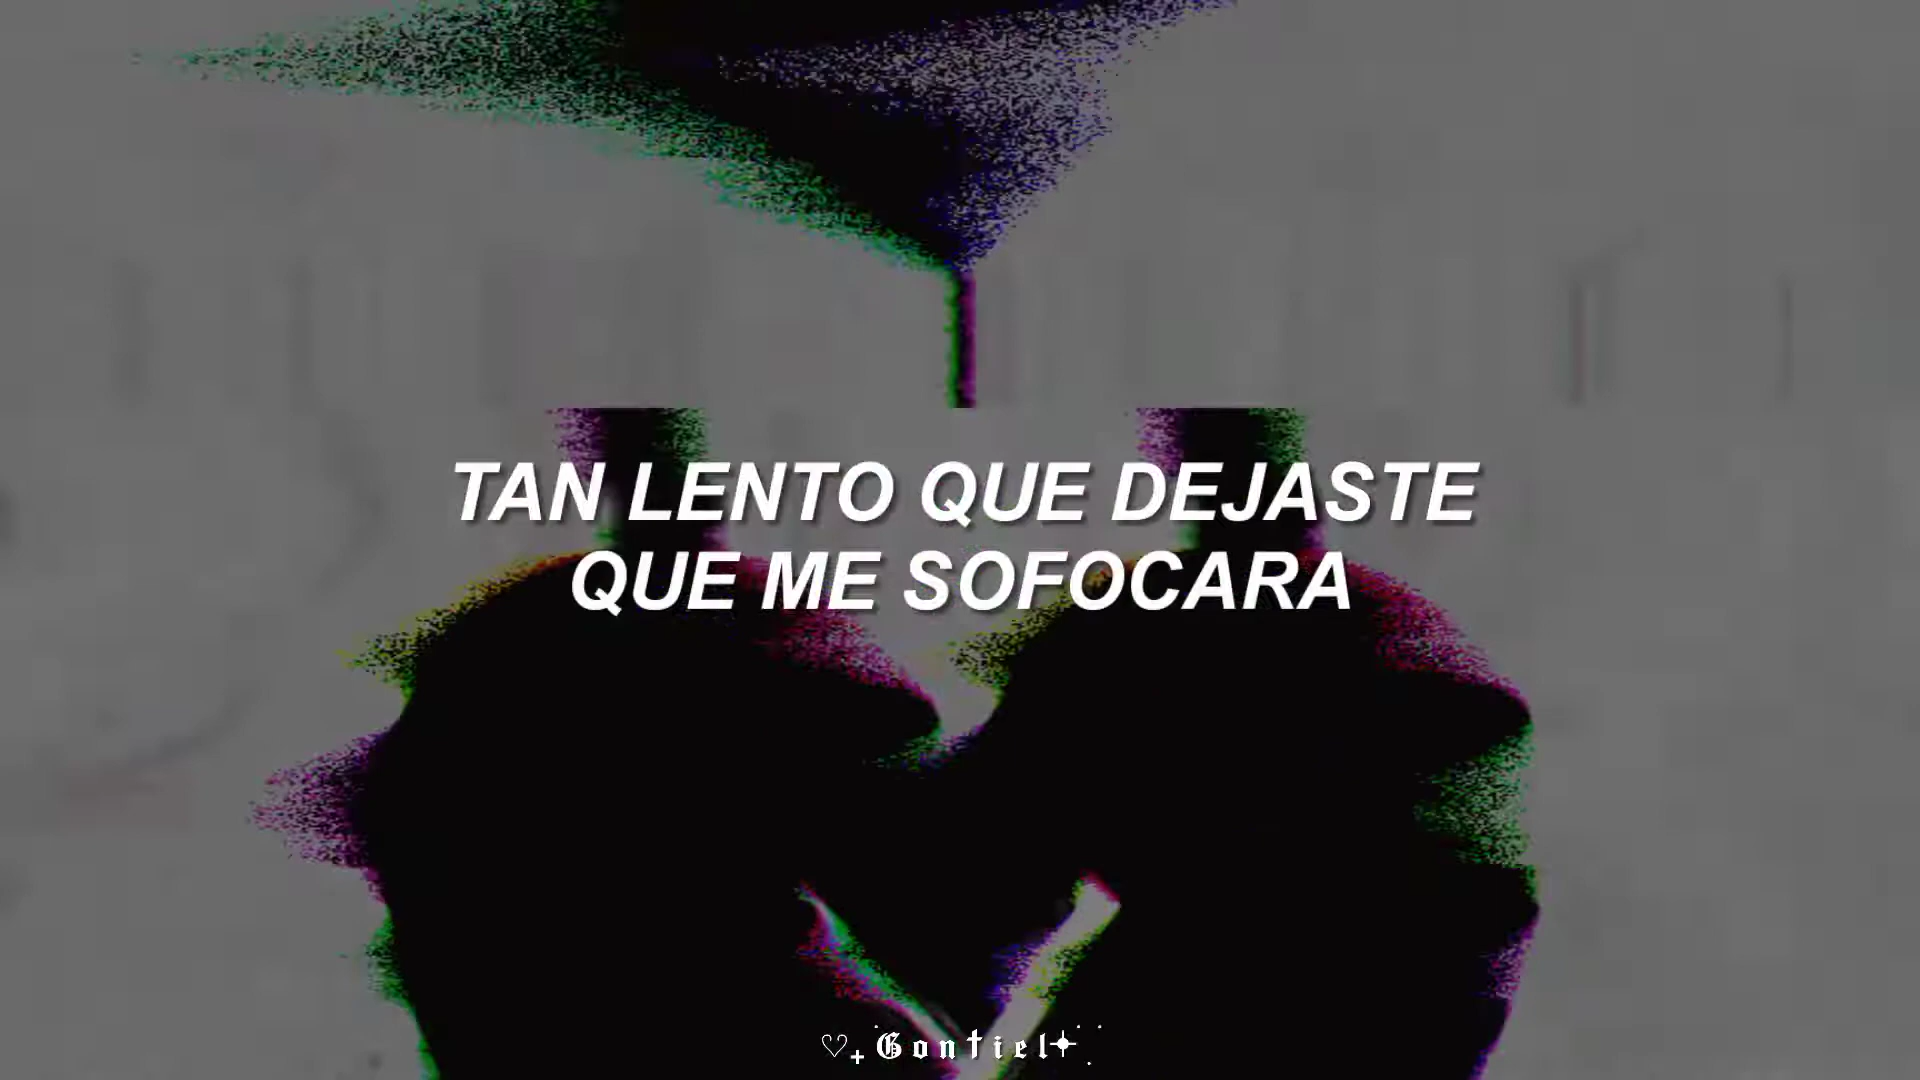 TAN LENTO QUE DEJASTE
QUE ME SOFOCARA
♡₊ 𝕲𝖔𝖓𝖙𝖎𝖊𝖑✦